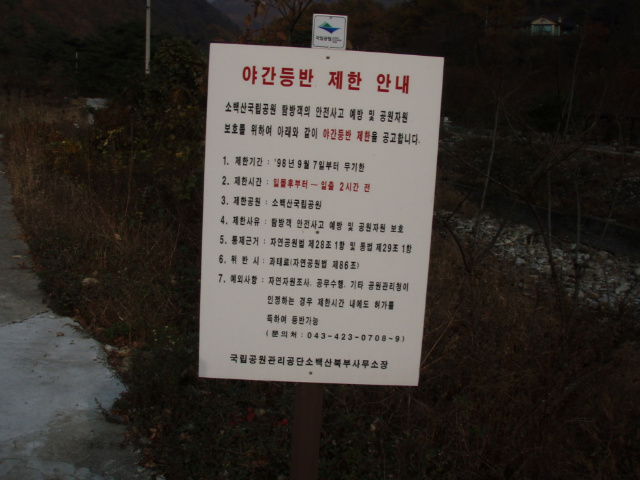 국립공원
야간등반 제한 안내
소백산국립공원 탐방객의 안전사고 예방 및 공원자원
보호를 위하여 아래와 같이 야간등반 제한을 공고합니다.
1. 제한기간 : '98년 9월 7일부터 무기한
2. 제한시간 : 일몰후부터 ~ 일출 2시간 전
3. 제한공원 : 소백산국립공원
4. 제한사유 : 탐방객 안전사고 예방 및 공원자원 보호
5. 통제근거 : 자연공원법 제28조 1항 및 동법 제29조 1항
6. 위 반 시 : 과태료(자연공원법 제86조)
7. 예외사항 : 자연자원조사, 공무수행, 기타 공원관리청이
인정하는 경우 제한시간 내에도 허가를
득하여 등반가능
(문의처 : 043-423-0708~9)
국립공원관리공단소백산북부사무소장